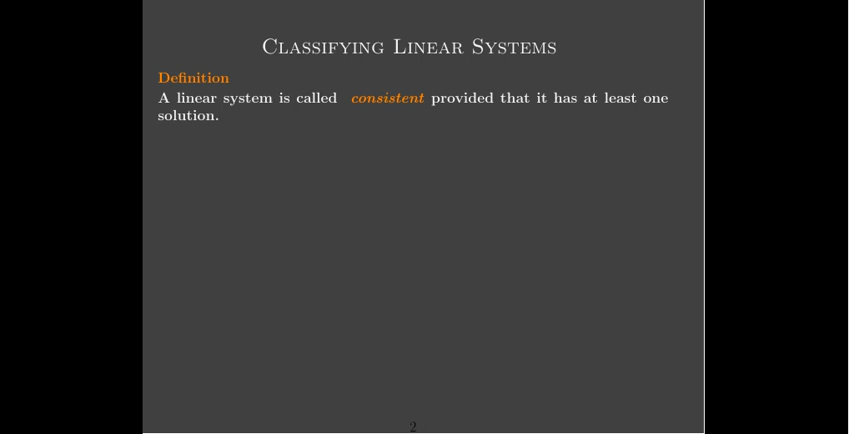 Classifying Linear Systems
Definition
A linear system is called consistent provided that it has at least one
solution.
2